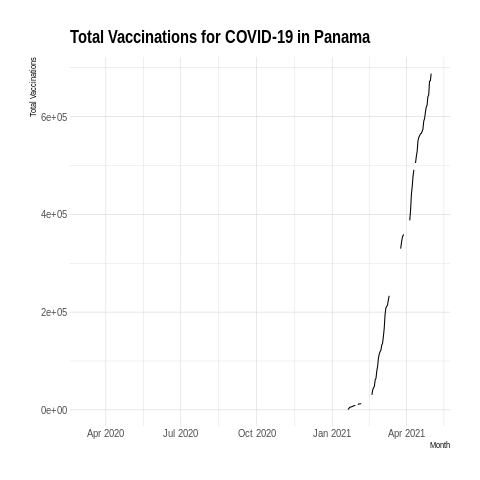 Total Vaccinations for COVID-19 in Panama
Total Vaccinations
6e+05
4e+05
2e+05
0e+00
Apr 2020 Jul 2020 Oct 2020 Jan 2021 Apr 2021
Month